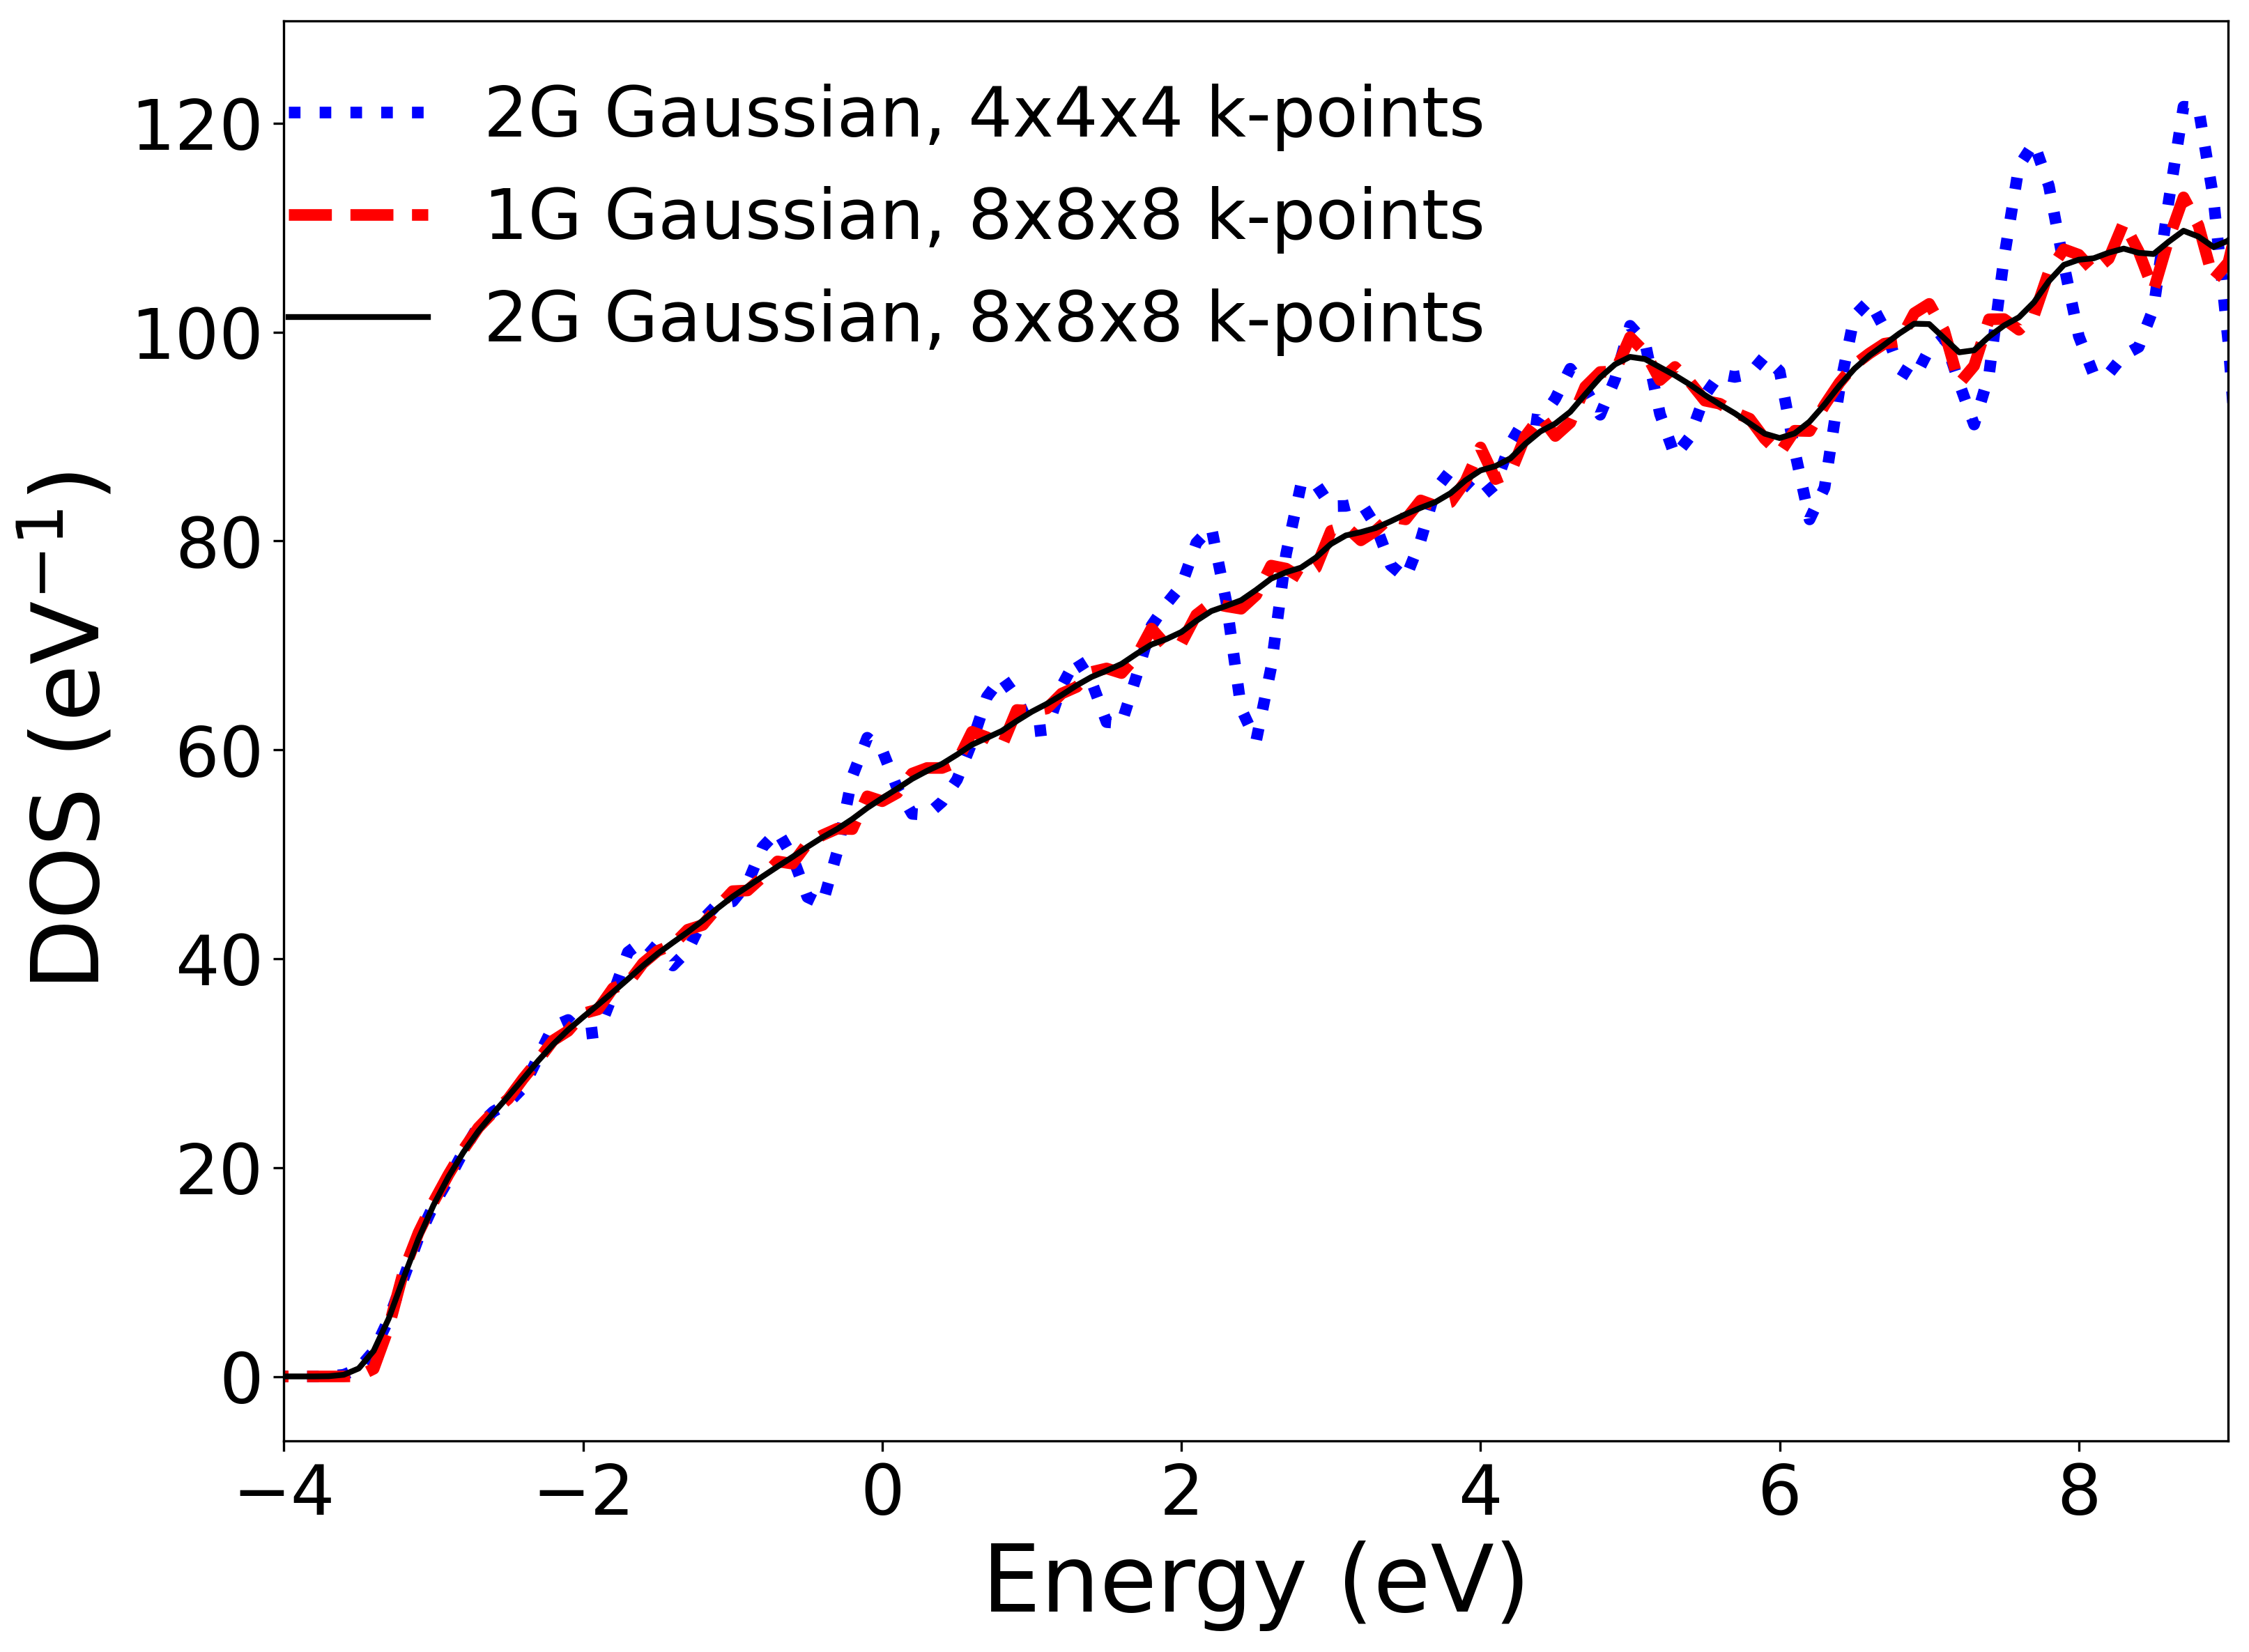 2G Gaussian, 4x4x4 k-points
1G Gaussian, 8x8x8 k-points
2G Gaussian, 8x8x8 k-points
DOS (eV⁻¹)
120
100
80
60
40
20
0
−4 −2 0 2 4 6 8
Energy (eV)